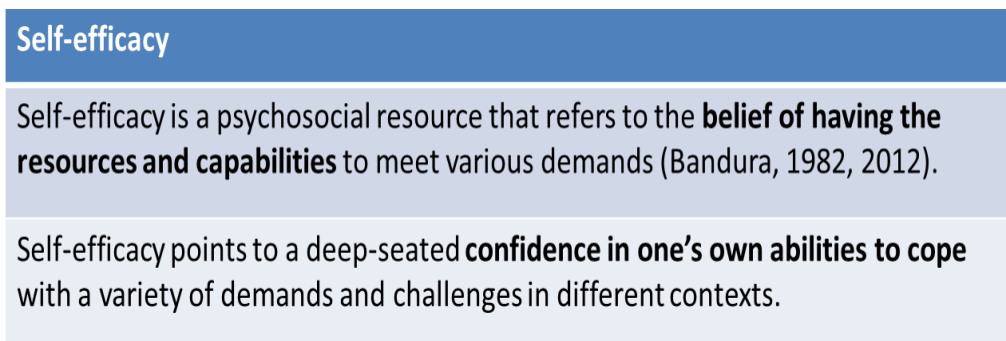 Self-efficacy
Self-efficacy is a psychosocial resource that refers to the belief of having the
resources and capabilities to meet various demands (Bandura, 1982, 2012).
Self-efficacy points to a deep-seated confidence in one’s own abilities to cope
with a variety of demands and challenges in different contexts.